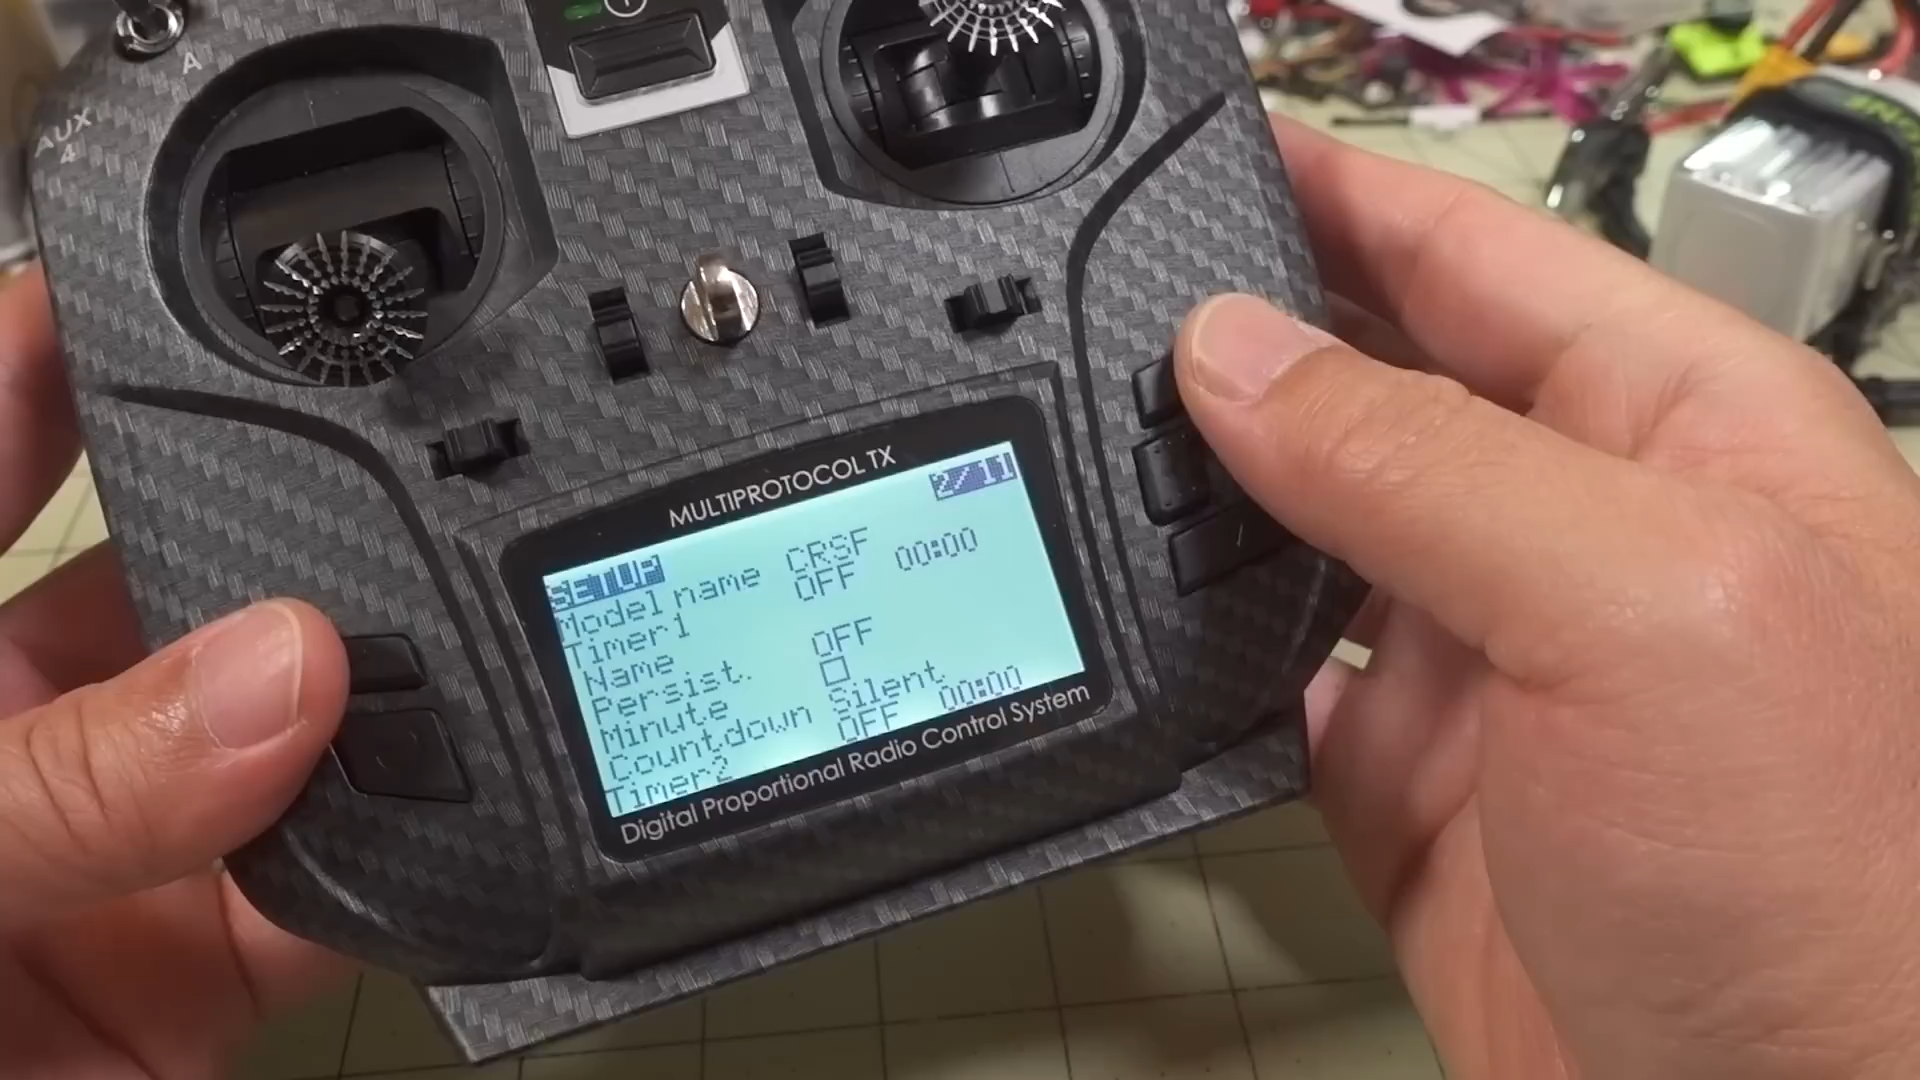 A
AUX
4
MULTIPROTOCOL TX
2/11
SETUP
Model name CRSF
Timer1 OFF 00:00
Name
Persist. OFF
Minute □
Countdown Silent
Timer2 OFF 00:00
Digital Proportional Radio Control System